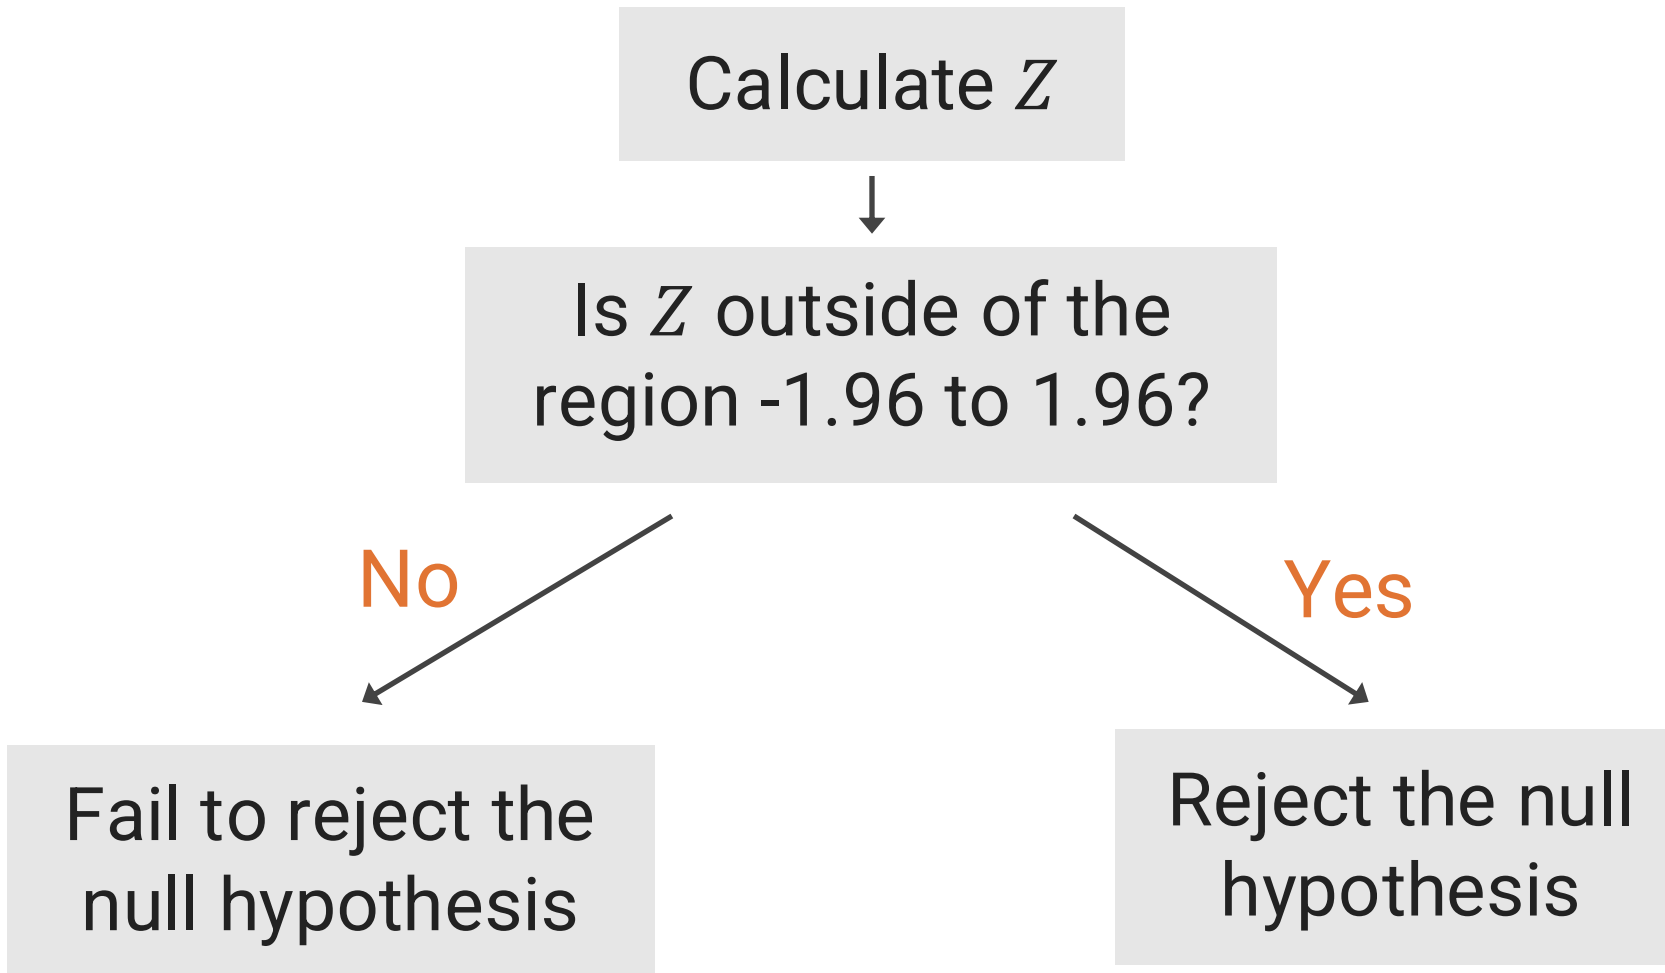 Calculate Z
Is Z outside of the
region -1.96 to 1.96?
No
Yes
Fail to reject the
null hypothesis
Reject the null
hypothesis